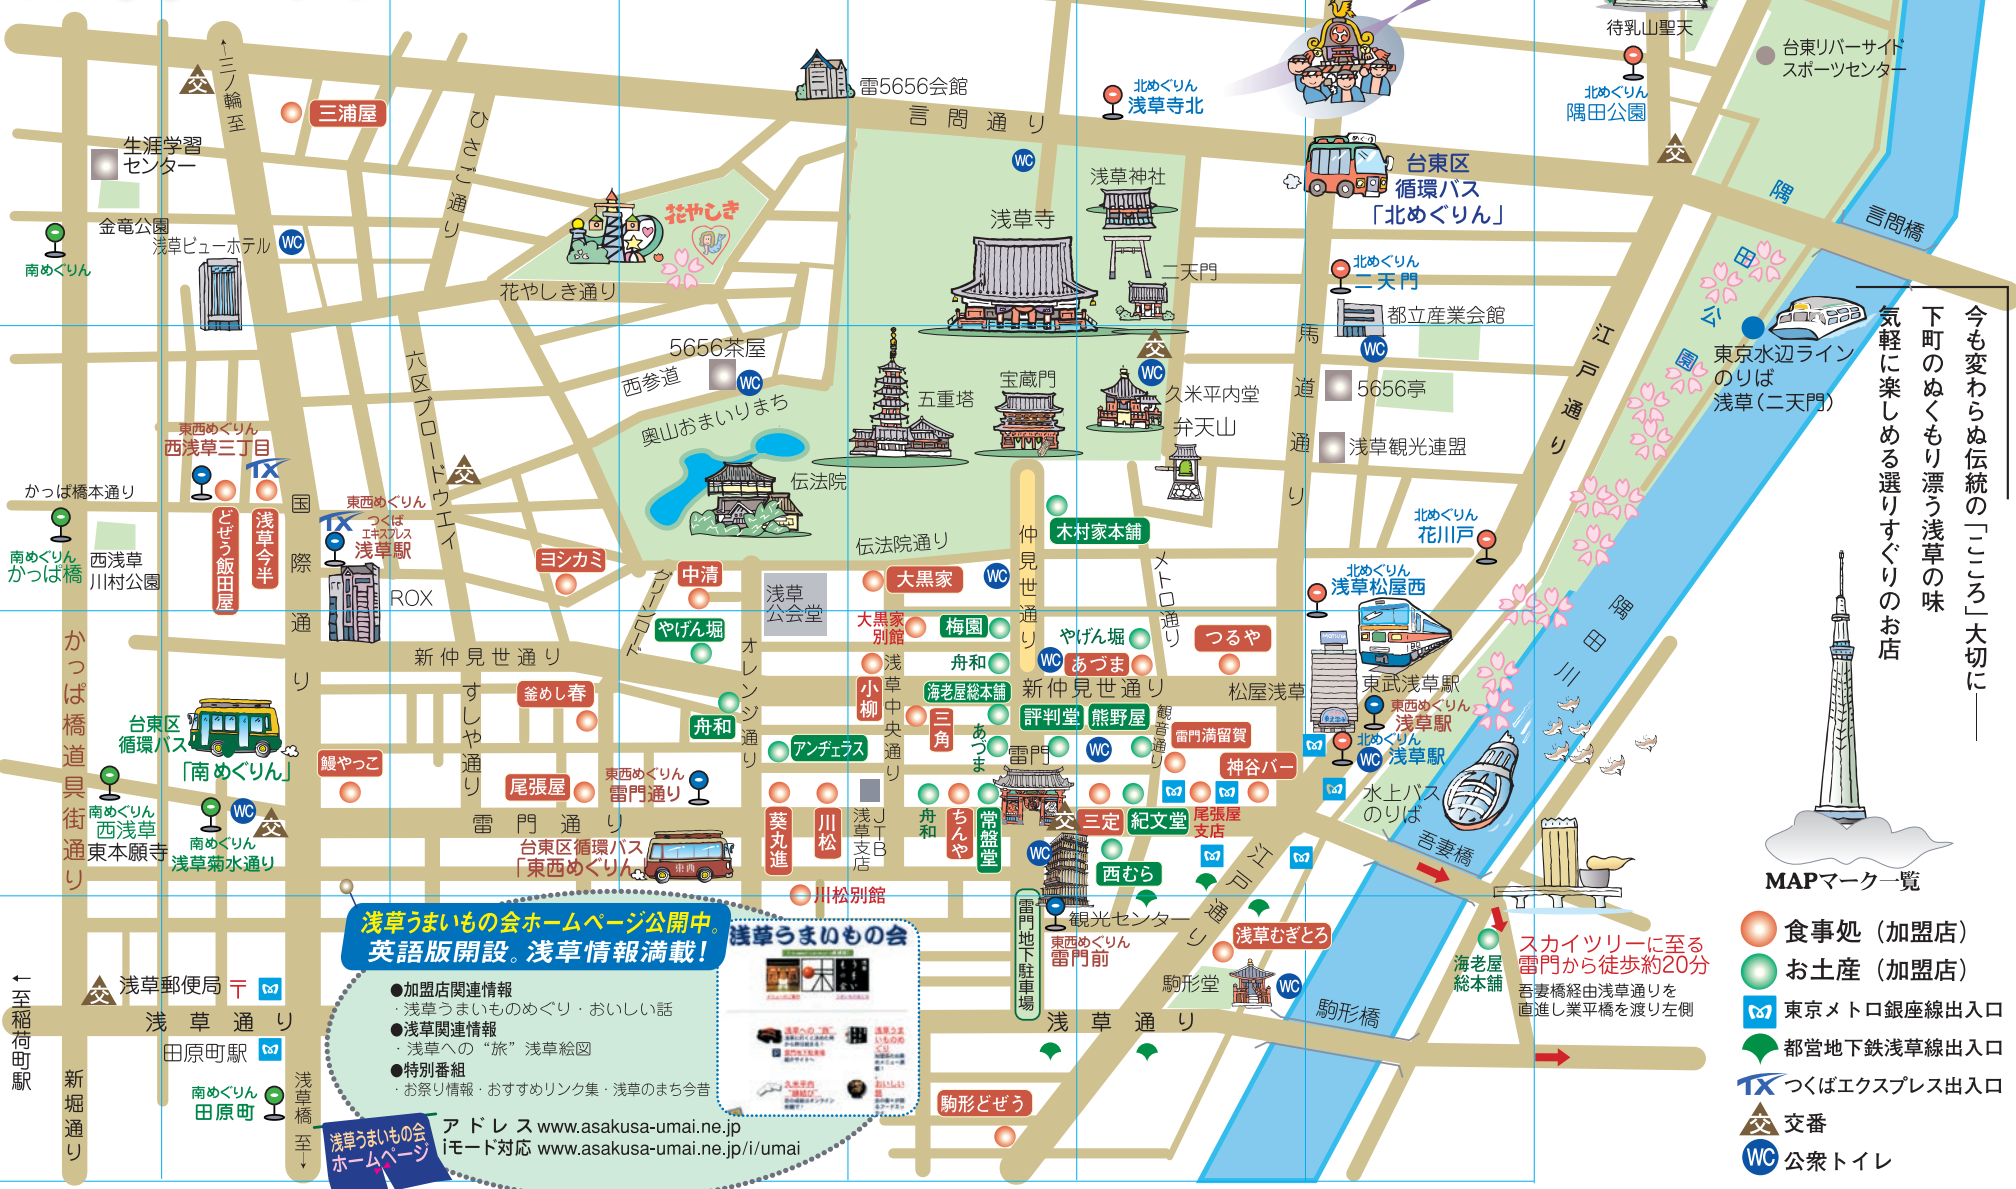 待乳山聖天
台東リバーサイド
スポーツセンター
北めぐりん
隅田公園
雷5656会館
言問通り
北めぐりん
浅草寺北
←三ノ輪至
三浦屋
ひさご通り
生涯学習
センター
金竜公園
浅草ビューホテル
WC
南めぐりん
花やしき
花やしき通り
WC
浅草神社
浅草寺
二天門
台東区
循環バス
「北めぐりん」
北めぐりん
二天門
都立産業会館
WC
隅田公園
言問橋
江戸通り
馬道通り
東京水辺ライン
のりば
浅草(二天門)
今も変わらぬ伝統の「こころ」大切に――
下町のぬくもり漂う浅草の味
気軽に楽しめる選りすぐりのお店
六区ブロードウエイ
5656茶屋
WC
西参道
奥山おまいりまち
五重塔
宝蔵門
交
WC
久米平内堂
弁天山
5656亭
浅草観光連盟
伝法院
東西めぐりん
西浅草三丁目
TX
かっぱ橋本通り
南めぐりん
かっぱ橋
西浅草
川村公園
どぜう飯田屋
浅草今半
国際通り
東西めぐりん
TX
つくば
エキスプレス
浅草駅
ROX
交
ヨシカミ
グリーンロード
中清
浅草
公会堂
伝法院通り
大黒家
WC
仲見世通り
木村家本舗
メトロ通り
北めぐりん
花川戸
北めぐりん
浅草松屋西
隅田川
かっぱ橋道具街通り
新仲見世通り
やげん堀
オレンジ通り
大黒家
別館
梅園
やげん堀
つるや
舟和
WC
あづま
浅草中央通り
小柳
海老屋総本舗
新仲見世通り
松屋浅草
東武浅草駅
東西めぐりん
浅草駅
北めぐりん
WC
浅草駅
すしや通り
釜めし春
舟和
三角
あづま
評判堂
熊野屋
観音通り
雷門満留賀
台東区
循環バス
「南めぐりん」
鰻やっこ
アンヂェラス
雷門
WC
神谷バー
尾張屋
東西めぐりん
雷門通り
南めぐりん
西浅草
東本願寺
WC
交
南めぐりん
浅草菊水通り
雷門通り
葵丸進
川松
JTB
浅草支店
舟和
ちんや
常盤堂
交
三定
紀文堂
尾張屋
支店
水上バス
のりば
吾妻橋
台東区循環バス
「東西めぐりん」
東西
川松別館
WC
西むら
江戸通り
雷門地下駐車場
観光センター
東西めぐりん
雷門前
浅草むぎとろ
駒形堂
WC
駒形橋
海老屋
総本舗
スカイツリーに至る
雷門から徒歩約20分
吾妻橋経由浅草通りを
直進し業平橋を渡り左側
浅草うまいもの会ホームページ公開中。
英語版開設。浅草情報満載!
浅草うまいもの会
●加盟店関連情報
・浅草うまいものめぐり・おいしい話
●浅草関連情報
・浅草への“旅”浅草絵図
●特別番組
・お祭り情報・おすすめリンク集・浅草のまち今昔
浅草うまいもの会
ホームページ
アドレス www.asakusa-umai.ne.jp
iモード対応 www.asakusa-umai.ne.jp/i/umai
交
浅草郵便局
〒
浅草通り
田原町駅
←至稲荷町駅
新堀通り
南めぐりん
田原町
浅草橋至→
浅草通り
駒形どぜう
MAPマーク一覧
食事処(加盟店)
お土産(加盟店)
東京メトロ銀座線出入口
都営地下鉄浅草線出入口
TX つくばエクスプレス出入口
交 交番
WC 公衆トイレ